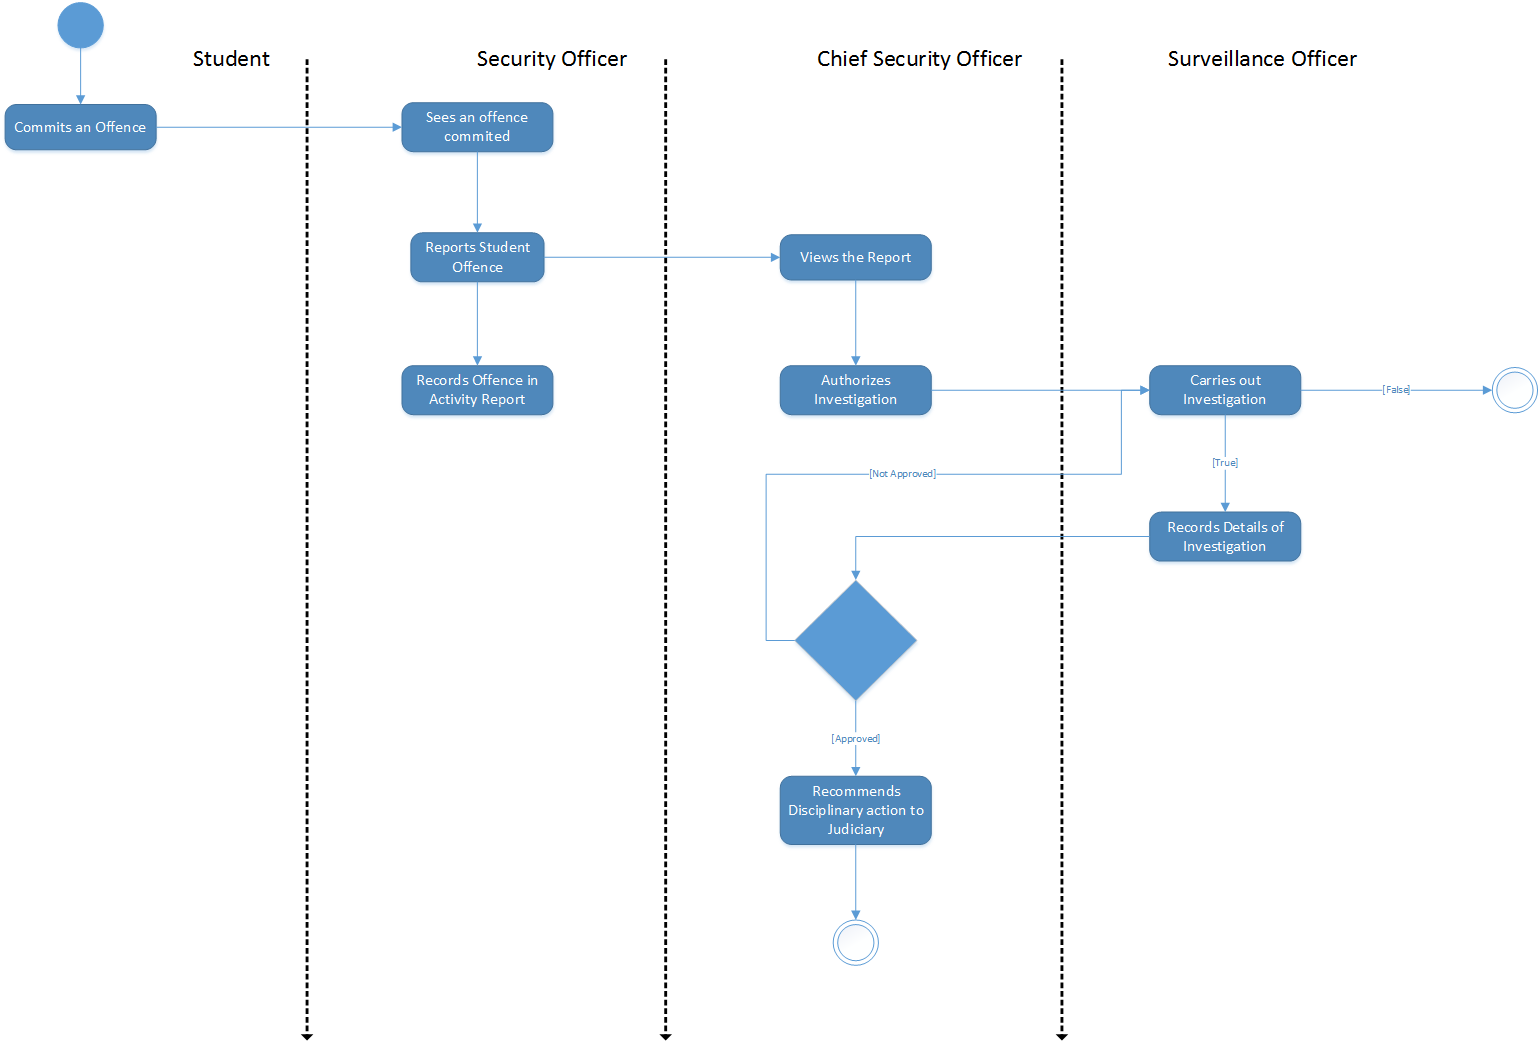 Student
Security Officer
Chief Security Officer
Surveillance Officer
Commits an Offence
Sees an offence
commited
Reports Student
Offence
Views the Report
Records Offence in
Activity Report
Authorizes
Investigation
Carries out
Investigation
[False]
[True]
[Not Approved]
Records Details of
Investigation
[Approved]
Recommends
Disciplinary action to
Judiciary